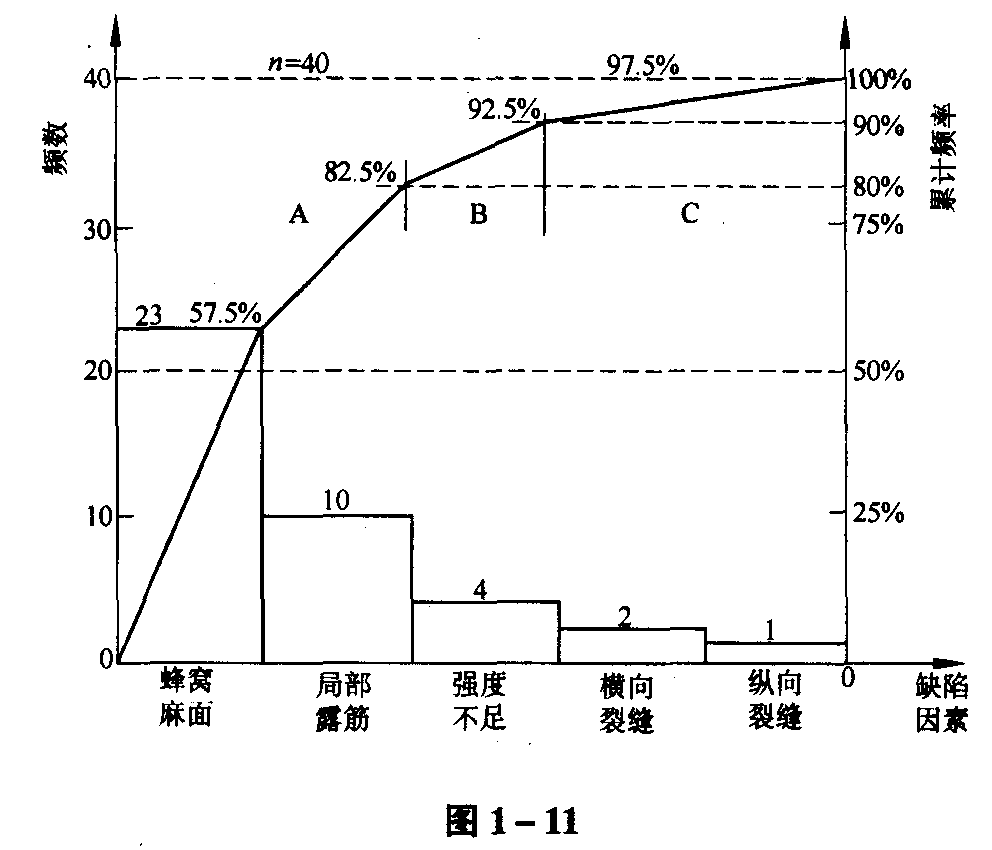 n=40
97.5%
40
100%
92.5%
90%
频数
累计频率
82.5%
80%
A
B
C
75%
30
23
57.5%
20
50%
10
10
25%
4
2
1
0
0
蜂窝
麻面
局部
露筋
强度
不足
横向
裂缝
纵向
裂缝
缺陷
因素
图 1-11